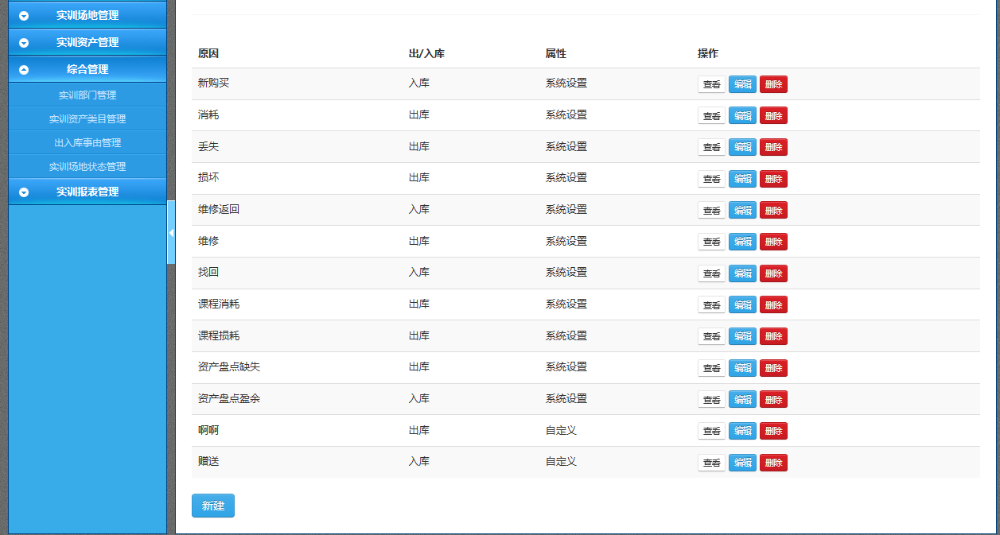 实训场地管理
实训资产管理
综合管理
实训部门管理
实训资产类目管理
出入库事由管理
实训场地状态管理
实训报表管理
原因 出/入库 属性 操作
新购买 入库 系统设置 查看 编辑 删除
消耗 出库 系统设置 查看 编辑 删除
丢失 出库 系统设置 查看 编辑 删除
损坏 出库 系统设置 查看 编辑 删除
维修返回 入库 系统设置 查看 编辑 删除
维修 出库 系统设置 查看 编辑 删除
找回 入库 系统设置 查看 编辑 删除
课程消耗 出库 系统设置 查看 编辑 删除
课程损耗 出库 系统设置 查看 编辑 删除
资产盘点缺失 出库 系统设置 查看 编辑 删除
资产盘点盈余 入库 系统设置 查看 编辑 删除
啊啊 出库 自定义 查看 编辑 删除
赠送 入库 自定义 查看 编辑 删除
新建